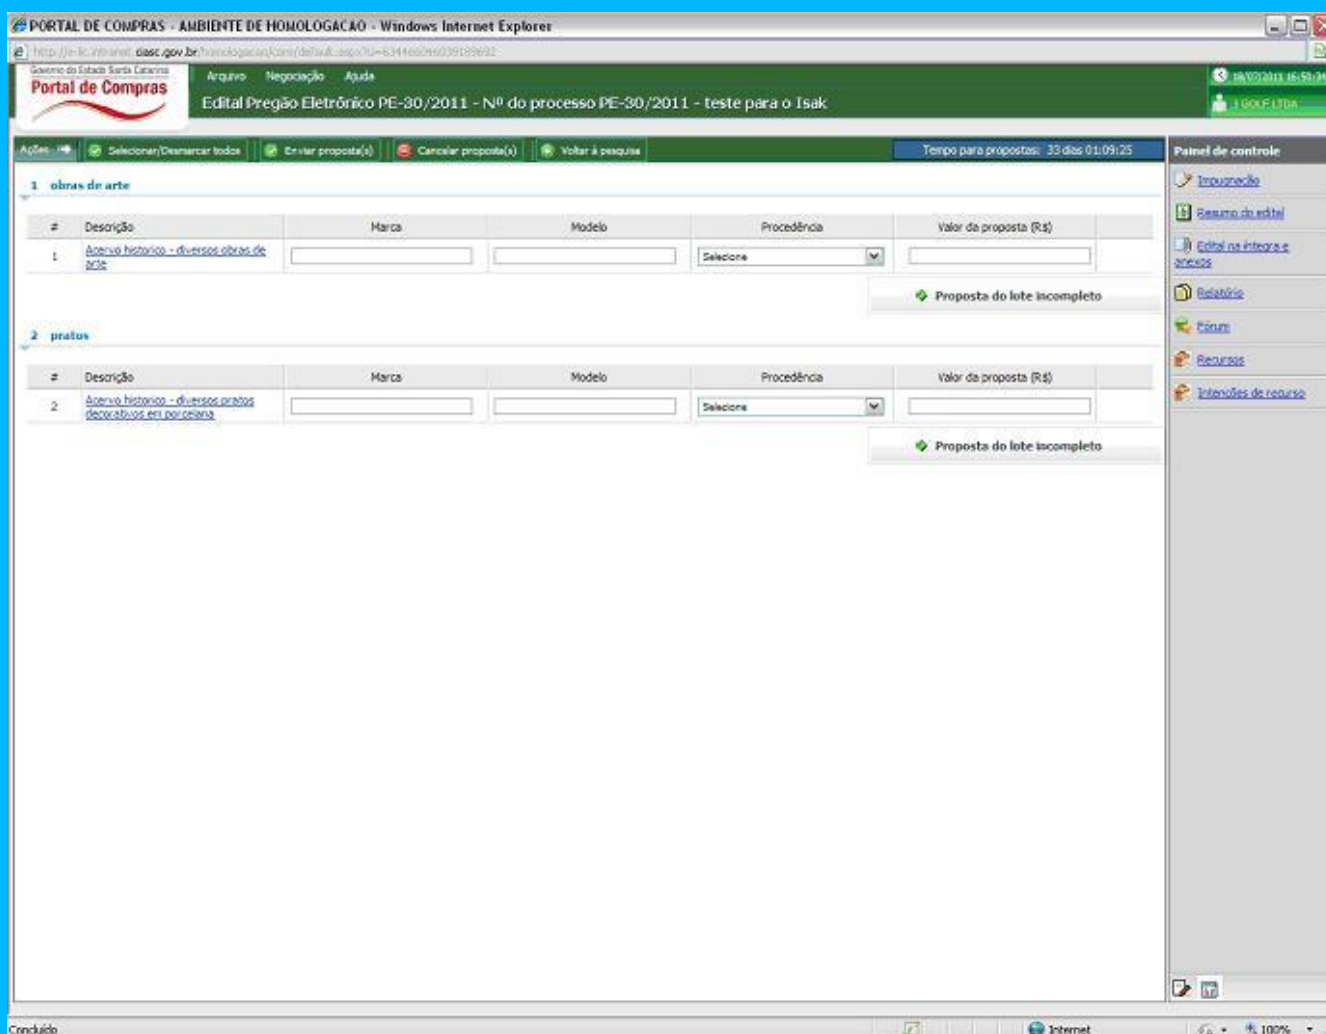 PORTAL DE COMPRAS - AMBIENTE DE HOMOLOGACAO - Windows Internet Explorer
ciasc.gov.br
Governo do Estado Santa Catarina
Portal de Compras
Arquivo Negociação Ajuda
Edital Pregão Eletrônico PE-30/2011 - Nº do processo PE-30/2011 - teste para o Isak
Ações Selecionar/Desmarcar todos Enviar proposta(s) Cancelar proposta(s) Voltar à pesquisa Tempo para propostas: 33 dias 01:09:25
Painel de controle
1 obras de arte
# Descrição Marca Modelo Procedência Valor da proposta (R$)
1 Acervo historico - diversos obras de arte Selecione
Proposta do lote incompleto
2 pratos
# Descrição Marca Modelo Procedência Valor da proposta (R$)
2 Acervo historico - diversos pratos
decorativos em porcelana Selecione
Proposta do lote incompleto
Impugnação
Resumo do edital
Edital na íntegra e
anexos
Relatório
Fórum
Recursos
Intenções de recurso
Concluído Internet 100%